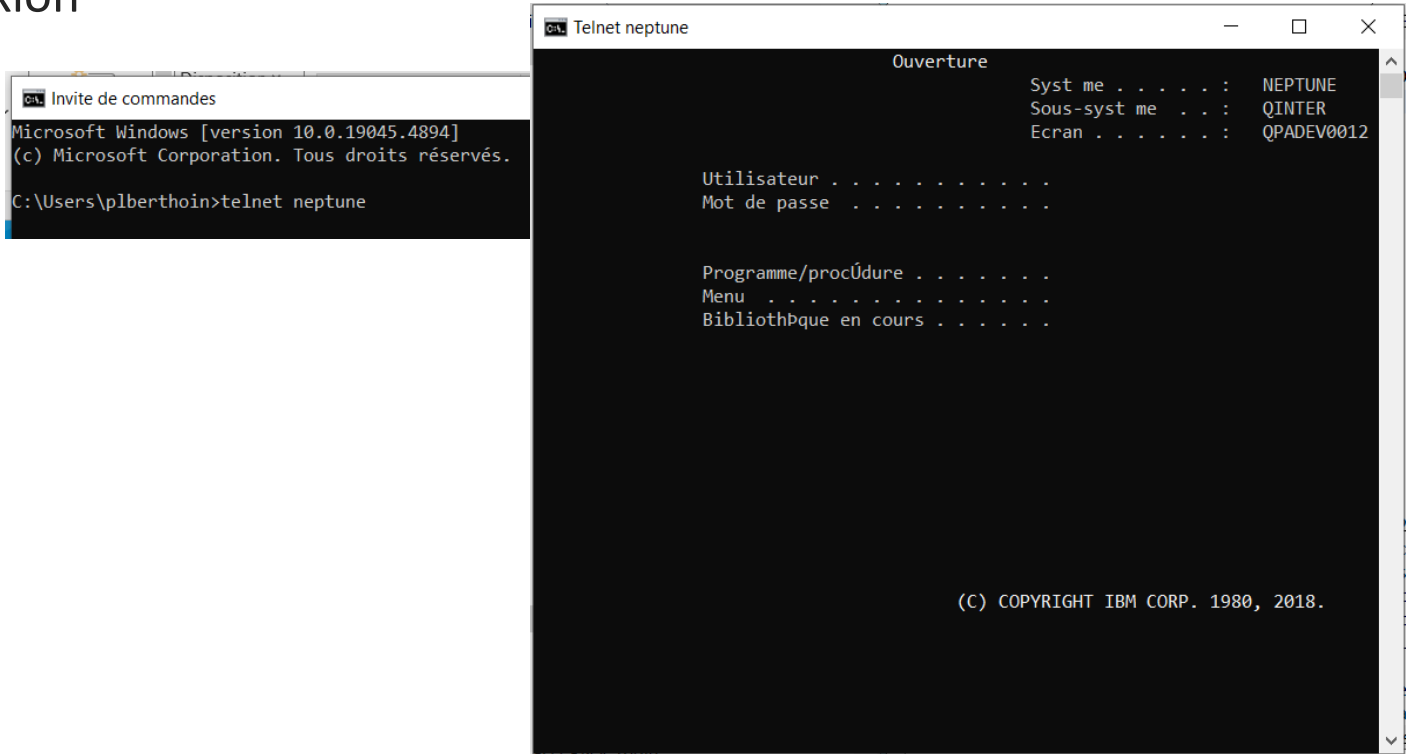 Invite de commandes
Microsoft Windows [version 10.0.19045.4894]
(c) Microsoft Corporation. Tous droits réservés.
C:\Users\plberthoin>telnet neptune
Telnet neptune
Ouverture
Syst me . . . . . :   NEPTUNE
Sous-syst me  . . :   QINTER
Ecran . . . . . . :   QPADEV0012
Utilisateur . . . . . . . . . . .
Mot de passe  . . . . . . . . . .
Programme/procÚdure . . . . . . .
Menu  . . . . . . . . . . . . . .
BibliothÞque en cours . . . . . .
(C) COPYRIGHT IBM CORP. 1980, 2018.